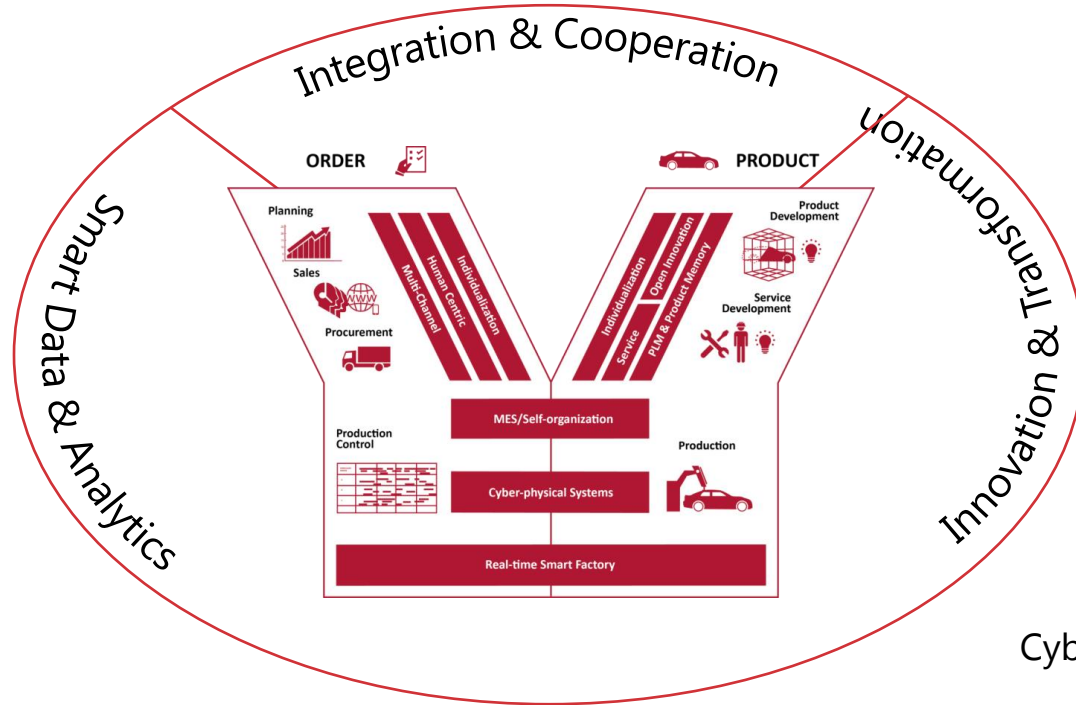 Integration & Cooperation
Smart Data & Analytics
Innovation & Transformation
ORDER
PRODUCT
Planning
Sales
WWW
Procurement
Multi-Channel
Human Centric
Individualization
Individualization
Service
Open Innovation
PLM & Product Memory
Product
Development
Service
Development
MES/Self-organization
Production
Control
Production
Cyber-physical Systems
Real-time Smart Factory
Cyb